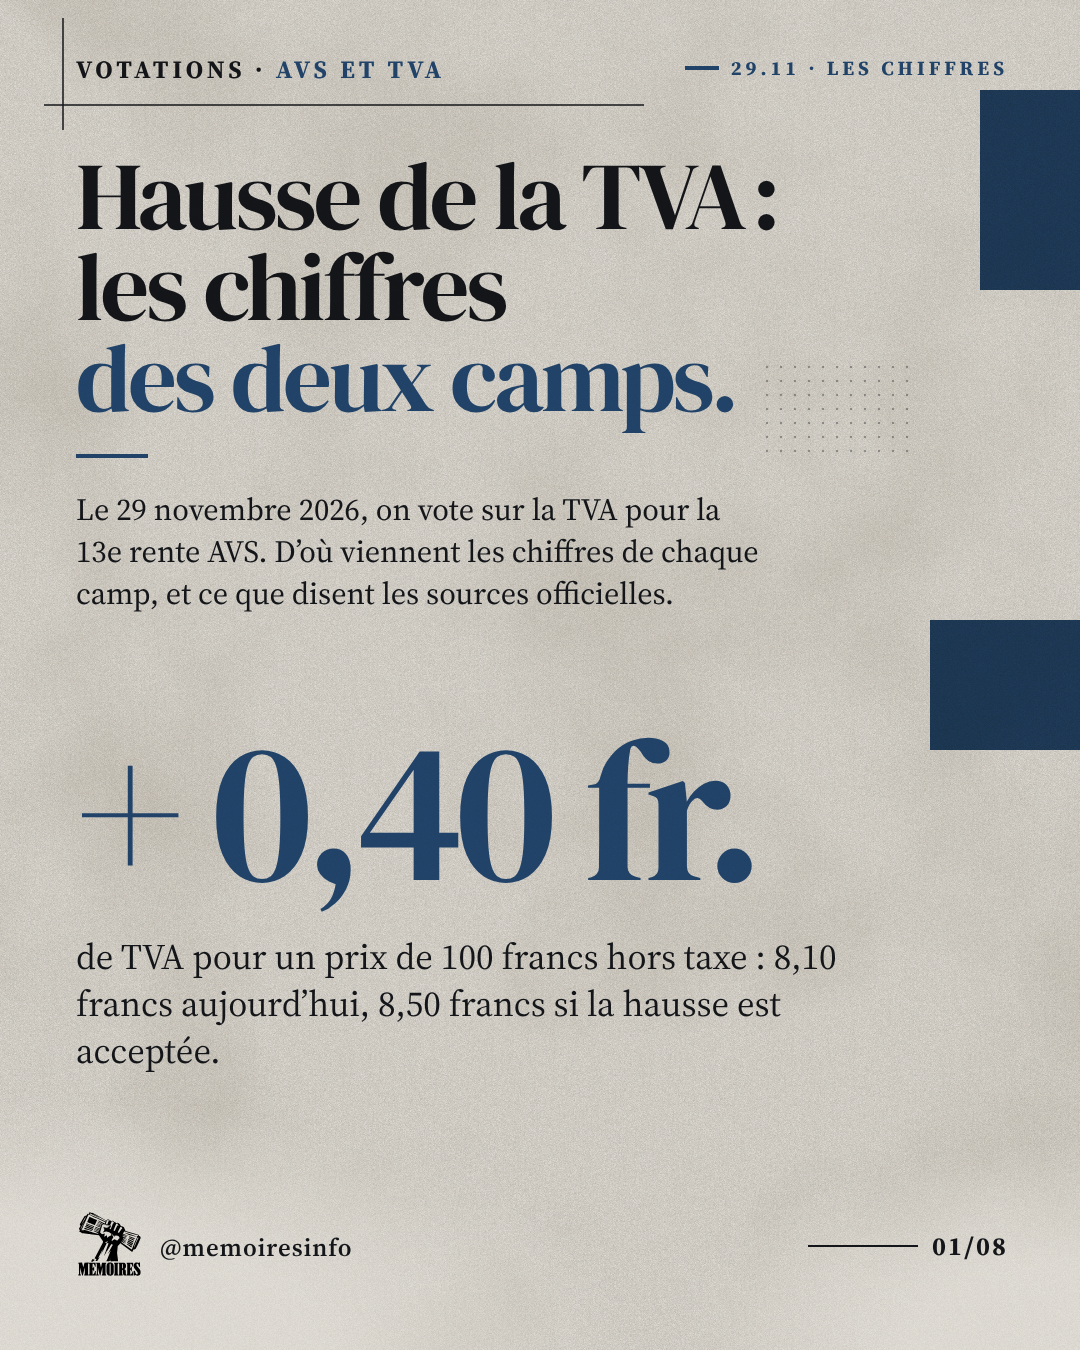 VOTATIONS · AVS ET TVA
29.11 · LES CHIFFRES
Hausse de la TVA :
les chiffres
des deux camps.
Le 29 novembre 2026, on vote sur la TVA pour la
13e rente AVS. D’où viennent les chiffres de chaque
camp, et ce que disent les sources officielles.
+ 0,40 fr.
de TVA pour un prix de 100 francs hors taxe : 8,10
francs aujourd’hui, 8,50 francs si la hausse est
acceptée.
MÉMOIRES
@memoiresinfo
01/08